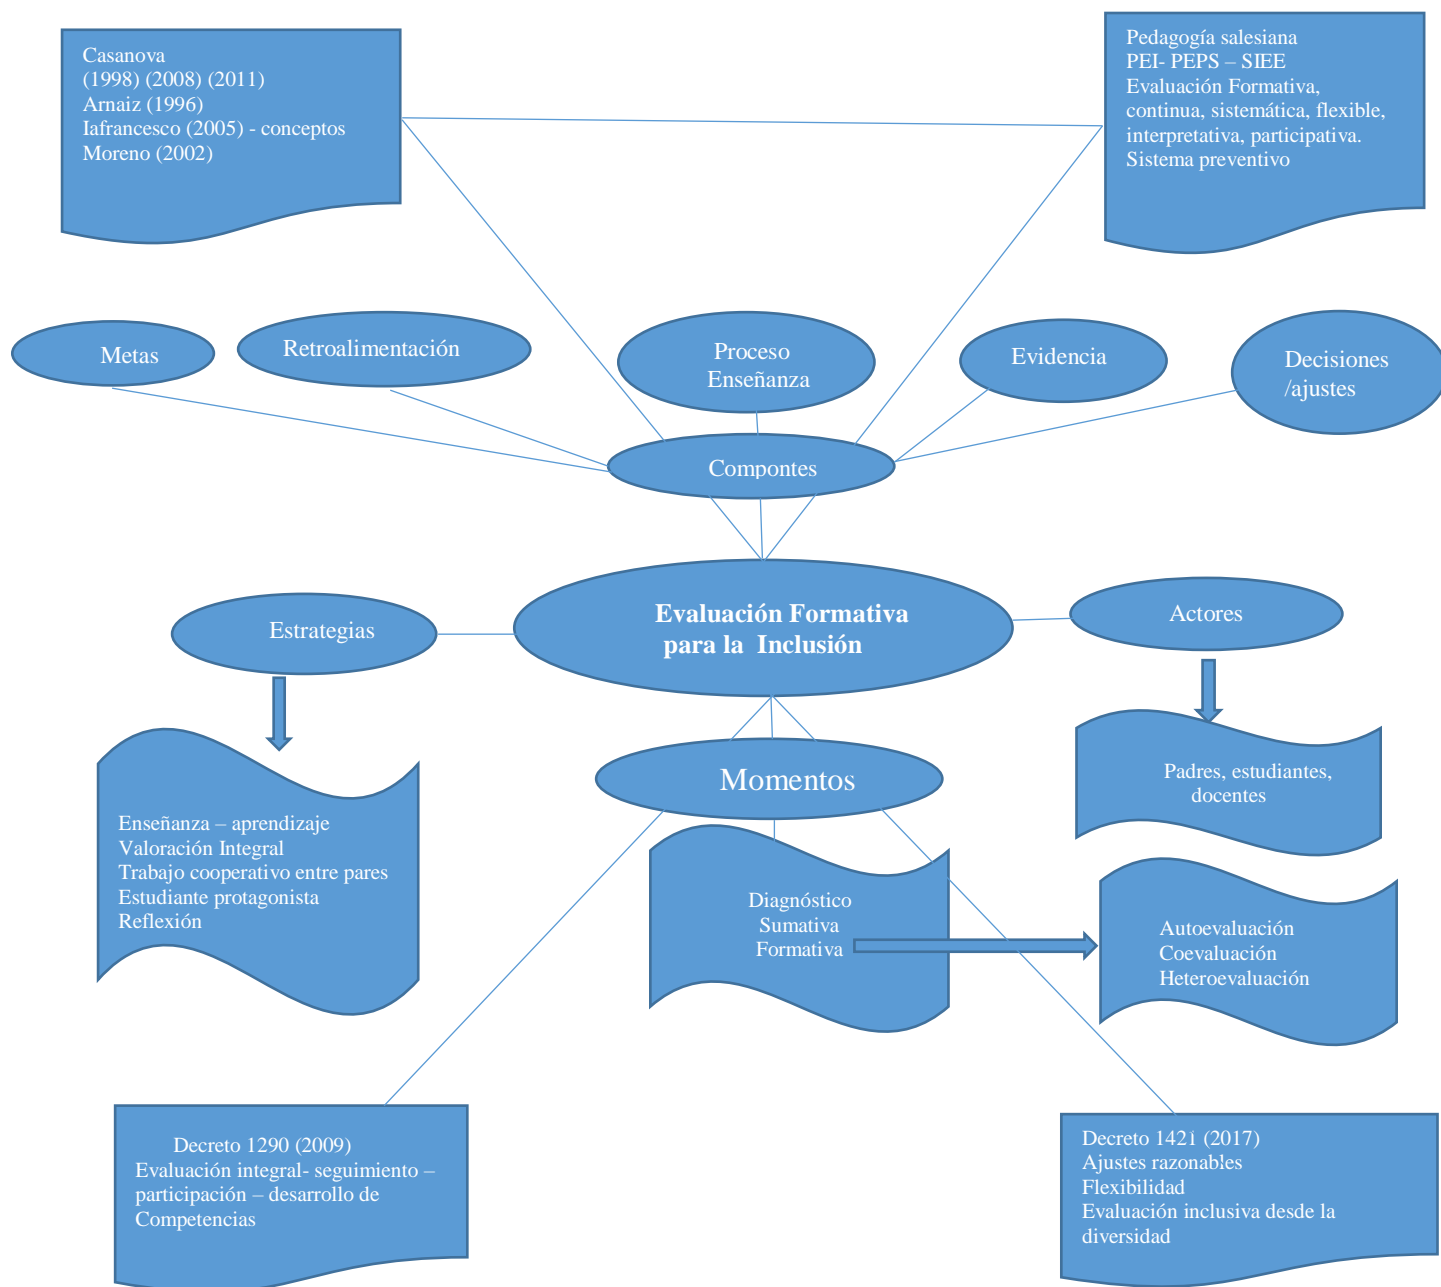 Casanova
(1998) (2008) (2011)
Arnaiz (1996)
Iafrancesco (2005) - conceptos
Moreno (2002)
Pedagogía salesiana
PEI- PEPS – SIEE
Evaluación Formativa,
continua, sistemática, flexible,
interpretativa, participativa.
Sistema preventivo
Metas
Retroalimentación
Proceso
Enseñanza
Evidencia
Decisiones
/ajustes
Compontes
Evaluación Formativa
para la Inclusión
Estrategias
Actores
Enseñanza – aprendizaje
Valoración Integral
Trabajo cooperativo entre pares
Estudiante protagonista
Reflexión
Momentos
Padres, estudiantes,
docentes
Diagnóstico
Sumativa
Formativa
Autoevaluación
Coevaluación
Heteroevaluación
Decreto 1290 (2009)
Evaluación integral- seguimiento –
participación – desarrollo de
Competencias
Decreto 1421 (2017)
Ajustes razonables
Flexibilidad
Evaluación inclusiva desde la
diversidad